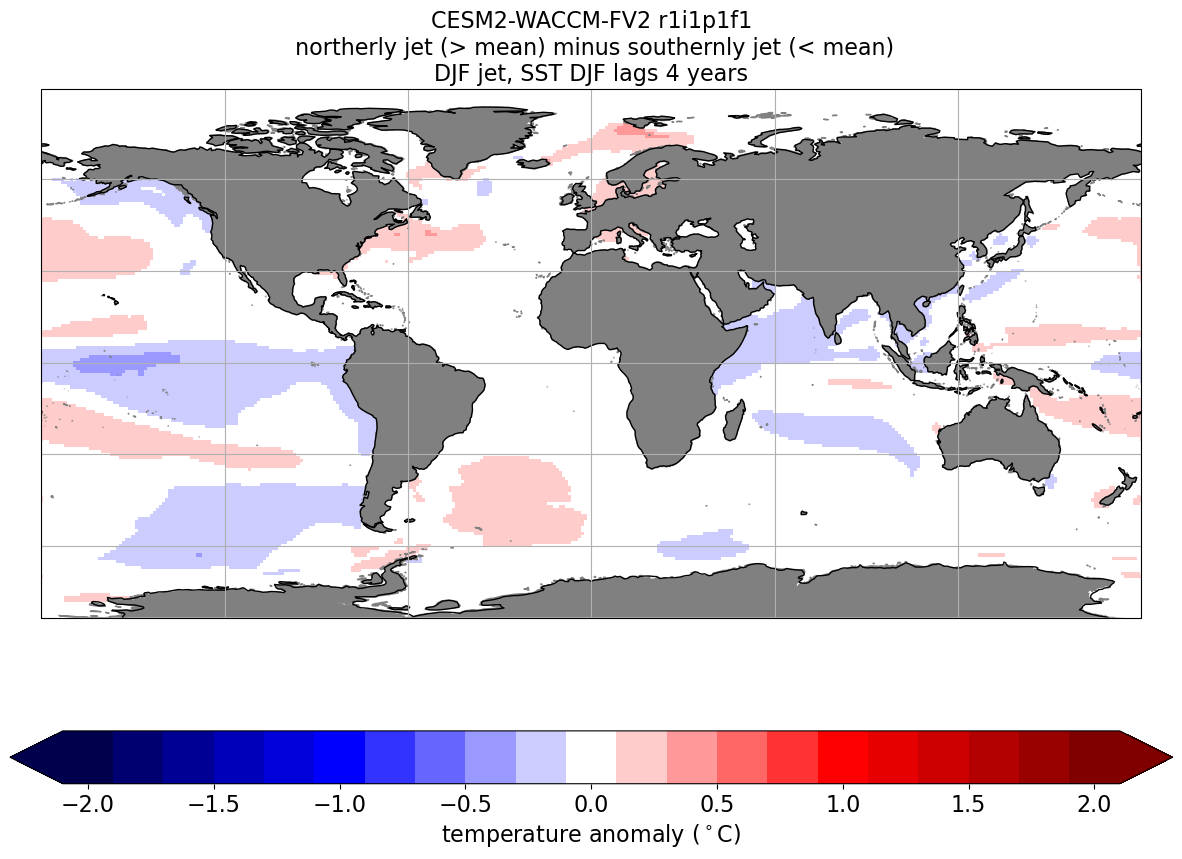 CESM2-WACCM-FV2 r1i1p1f1
northerly jet (> mean) minus southernly jet (< mean)
DJF jet, SST DJF lags 4 years
−2.0 −1.5 −1.0 −0.5 0.0 0.5 1.0 1.5 2.0
temperature anomaly (°C)